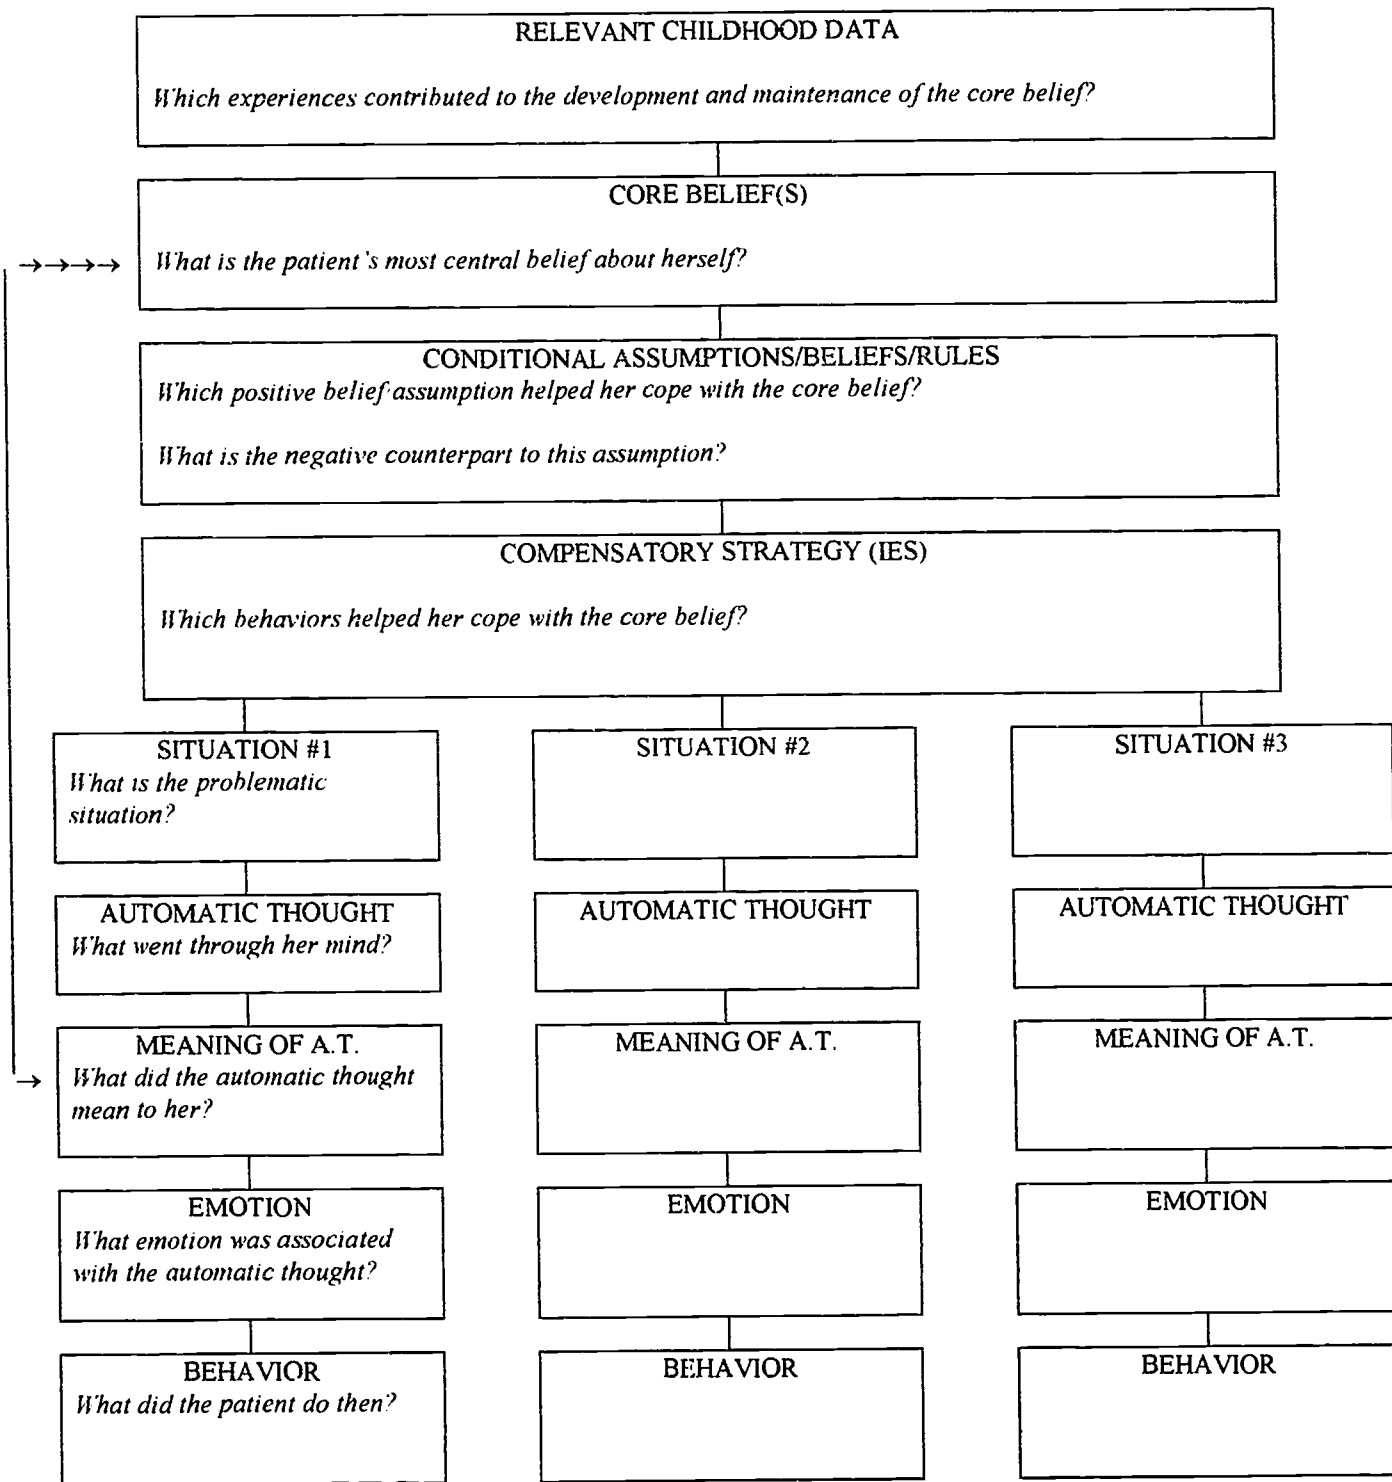 RELEVANT CHILDHOOD DATA
Which experiences contributed to the development and maintenance of the core belief?
CORE BELIEF(S)
→→→→ What is the patient's most central belief about herself?
CONDITIONAL ASSUMPTIONS/BELIEFS/RULES
Which positive belief/assumption helped her cope with the core belief?
What is the negative counterpart to this assumption?
COMPENSATORY STRATEGY (IES)
Which behaviors helped her cope with the core belief?
SITUATION #1
What is the problematic
situation?
SITUATION #2
SITUATION #3
AUTOMATIC THOUGHT
What went through her mind?
AUTOMATIC THOUGHT
AUTOMATIC THOUGHT
MEANING OF A.T.
→ What did the automatic thought
mean to her?
MEANING OF A.T.
MEANING OF A.T.
EMOTION
What emotion was associated
with the automatic thought?
EMOTION
EMOTION
BEHAVIOR
What did the patient do then?
BEHAVIOR
BEHAVIOR